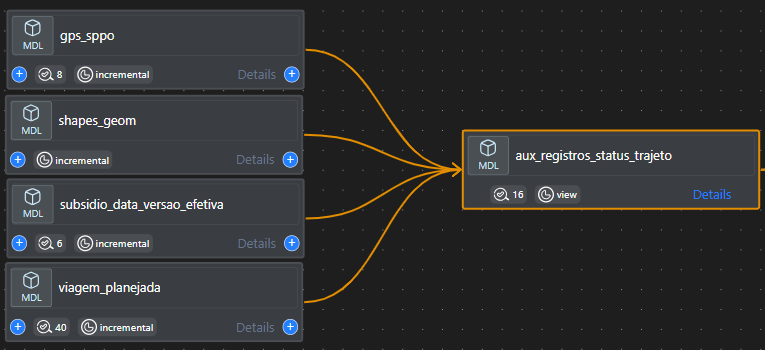 gps_sppo
MDL
8 incremental Details
shapes_geom
MDL
incremental Details
subsidio_data_versao_efetiva
MDL
6 incremental Details
viagem_planejada
MDL
40 incremental Details
aux_registros_status_trajeto
MDL
16 view Details